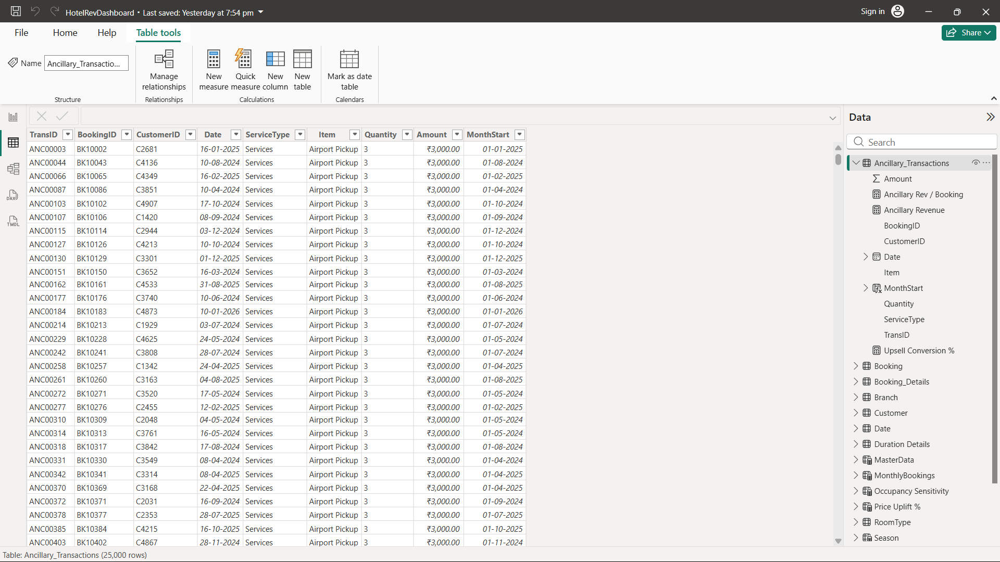 HotelRevDashboard • Last saved: Yesterday at 7:54 pm
Sign in
File Home Help Table tools
Share
Name Ancillary_Transactio...
Manage relationships
New measure
Quick measure
New column
New table
Mark as date table
Structure Relationships Calculations Calendars
DAX
TMDL
TransID BookingID CustomerID Date ServiceType Item Quantity Amount MonthStart
ANC00003 BK10002 C2681 16-01-2025 Services Airport Pickup 3 ₹3,000.00 01-01-2025
ANC00044 BK10043 C4136 10-08-2024 Services Airport Pickup 3 ₹3,000.00 01-08-2024
ANC00066 BK10065 C4349 16-02-2025 Services Airport Pickup 3 ₹3,000.00 01-02-2025
ANC00087 BK10086 C3851 10-04-2024 Services Airport Pickup 3 ₹3,000.00 01-04-2024
ANC00103 BK10102 C4907 17-10-2024 Services Airport Pickup 3 ₹3,000.00 01-10-2024
ANC00107 BK10106 C1420 08-09-2024 Services Airport Pickup 3 ₹3,000.00 01-09-2024
ANC00115 BK10114 C2944 03-12-2024 Services Airport Pickup 3 ₹3,000.00 01-12-2024
ANC00127 BK10126 C4213 10-10-2024 Services Airport Pickup 3 ₹3,000.00 01-10-2024
ANC00130 BK10129 C3301 01-12-2025 Services Airport Pickup 3 ₹3,000.00 01-12-2025
ANC00151 BK10150 C3652 16-03-2024 Services Airport Pickup 3 ₹3,000.00 01-03-2024
ANC00162 BK10161 C4533 31-08-2025 Services Airport Pickup 3 ₹3,000.00 01-08-2025
ANC00177 BK10176 C3740 10-06-2024 Services Airport Pickup 3 ₹3,000.00 01-06-2024
ANC00184 BK10183 C4873 10-01-2026 Services Airport Pickup 3 ₹3,000.00 01-01-2026
ANC00214 BK10213 C1929 03-07-2024 Services Airport Pickup 3 ₹3,000.00 01-07-2024
ANC00229 BK10228 C4625 24-05-2024 Services Airport Pickup 3 ₹3,000.00 01-05-2024
ANC00242 BK10241 C3808 28-07-2024 Services Airport Pickup 3 ₹3,000.00 01-07-2024
ANC00258 BK10257 C1342 24-04-2025 Services Airport Pickup 3 ₹3,000.00 01-04-2025
ANC00261 BK10260 C3163 04-08-2025 Services Airport Pickup 3 ₹3,000.00 01-08-2025
ANC00272 BK10271 C3520 17-05-2024 Services Airport Pickup 3 ₹3,000.00 01-05-2024
ANC00277 BK10276 C2455 12-02-2025 Services Airport Pickup 3 ₹3,000.00 01-02-2025
ANC00310 BK10309 C2048 04-05-2024 Services Airport Pickup 3 ₹3,000.00 01-05-2024
ANC00314 BK10313 C3761 16-05-2024 Services Airport Pickup 3 ₹3,000.00 01-05-2024
ANC00318 BK10317 C3842 17-08-2024 Services Airport Pickup 3 ₹3,000.00 01-08-2024
ANC00331 BK10330 C3549 08-04-2024 Services Airport Pickup 3 ₹3,000.00 01-04-2024
ANC00342 BK10341 C3314 08-04-2025 Services Airport Pickup 3 ₹3,000.00 01-04-2025
ANC00370 BK10369 C3168 22-04-2025 Services Airport Pickup 3 ₹3,000.00 01-04-2025
ANC00372 BK10371 C2031 16-09-2024 Services Airport Pickup 3 ₹3,000.00 01-09-2024
ANC00378 BK10377 C2353 28-07-2025 Services Airport Pickup 3 ₹3,000.00 01-07-2025
ANC00385 BK10384 C4215 16-10-2025 Services Airport Pickup 3 ₹3,000.00 01-10-2025
ANC00403 BK10402 C4867 28-11-2024 Services Airport Pickup 3 ₹3,000.00 01-11-2024
Data
Search
Ancillary_Transactions
Amount
Ancillary Rev / Booking
Ancillary Revenue
BookingID
CustomerID
Date
Item
MonthStart
Quantity
ServiceType
TransID
Upsell Conversion %
Booking
Booking_Details
Branch
Customer
Date
Duration Details
MasterData
MonthlyBookings
Occupancy Sensitivity
Price Uplift %
RoomType
Season
Table: Ancillary_Transactions (25,000 rows)